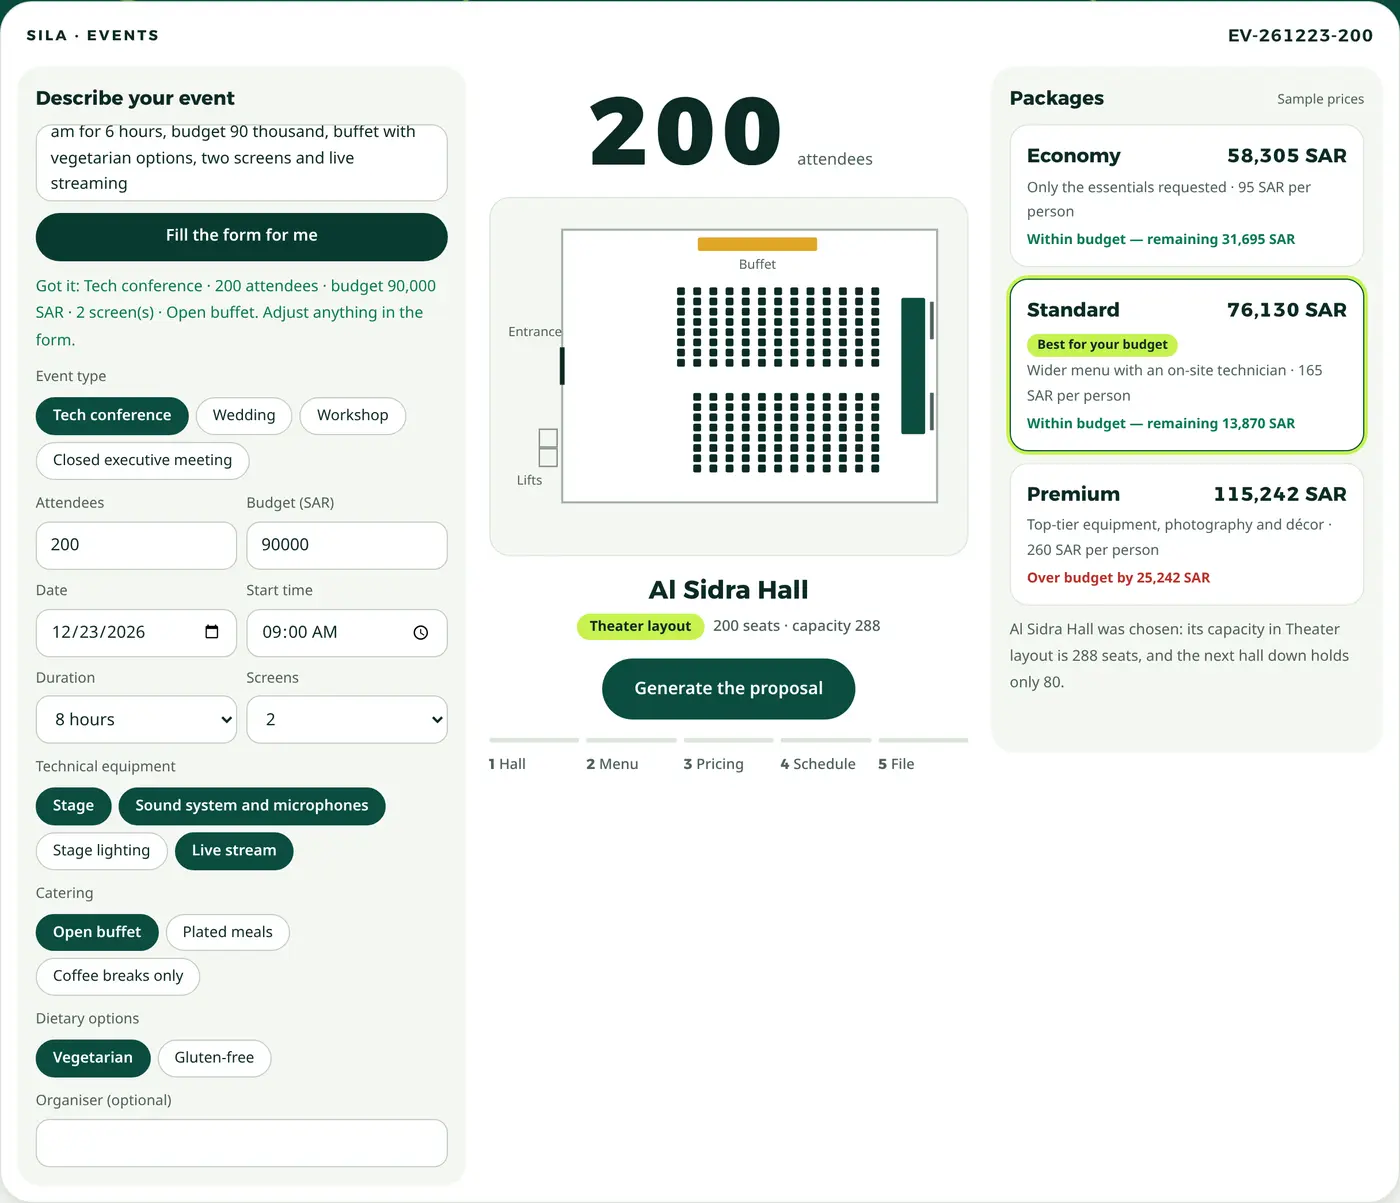 SILA · EVENTS
EV-261223-200
Describe your event
am for 6 hours, budget 90 thousand, buffet with
vegetarian options, two screens and live
streaming
Fill the form for me
Got it: Tech conference · 200 attendees · budget 90,000
SAR · 2 screen(s) · Open buffet. Adjust anything in the
form.
Event type
Tech conference
Wedding
Workshop
Closed executive meeting
Attendees
Budget (SAR)
200
90000
Date
Start time
12/23/2026
09:00 AM
Duration
Screens
8 hours
2
Technical equipment
Stage
Sound system and microphones
Stage lighting
Live stream
Catering
Open buffet
Plated meals
Coffee breaks only
Dietary options
Vegetarian
Gluten-free
Organiser (optional)
200 attendees
Buffet
Entrance
Lifts
Al Sidra Hall
Theater layout
200 seats · capacity 288
Generate the proposal
1 Hall
2 Menu
3 Pricing
4 Schedule
5 File
Packages
Sample prices
Economy
58,305 SAR
Only the essentials requested · 95 SAR per
person
Within budget — remaining 31,695 SAR
Standard
76,130 SAR
Best for your budget
Wider menu with an on-site technician · 165
SAR per person
Within budget — remaining 13,870 SAR
Premium
115,242 SAR
Top-tier equipment, photography and décor ·
260 SAR per person
Over budget by 25,242 SAR
Al Sidra Hall was chosen: its capacity in Theater
layout is 288 seats, and the next hall down holds
only 80.